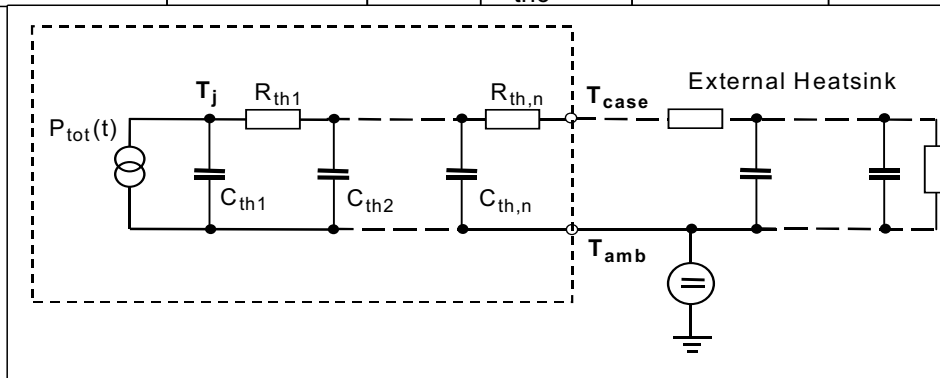 External Heatsink
T_j
R_th1
R_th,n
T_case
P_tot(t)
C_th1
C_th2
C_th,n
T_amb